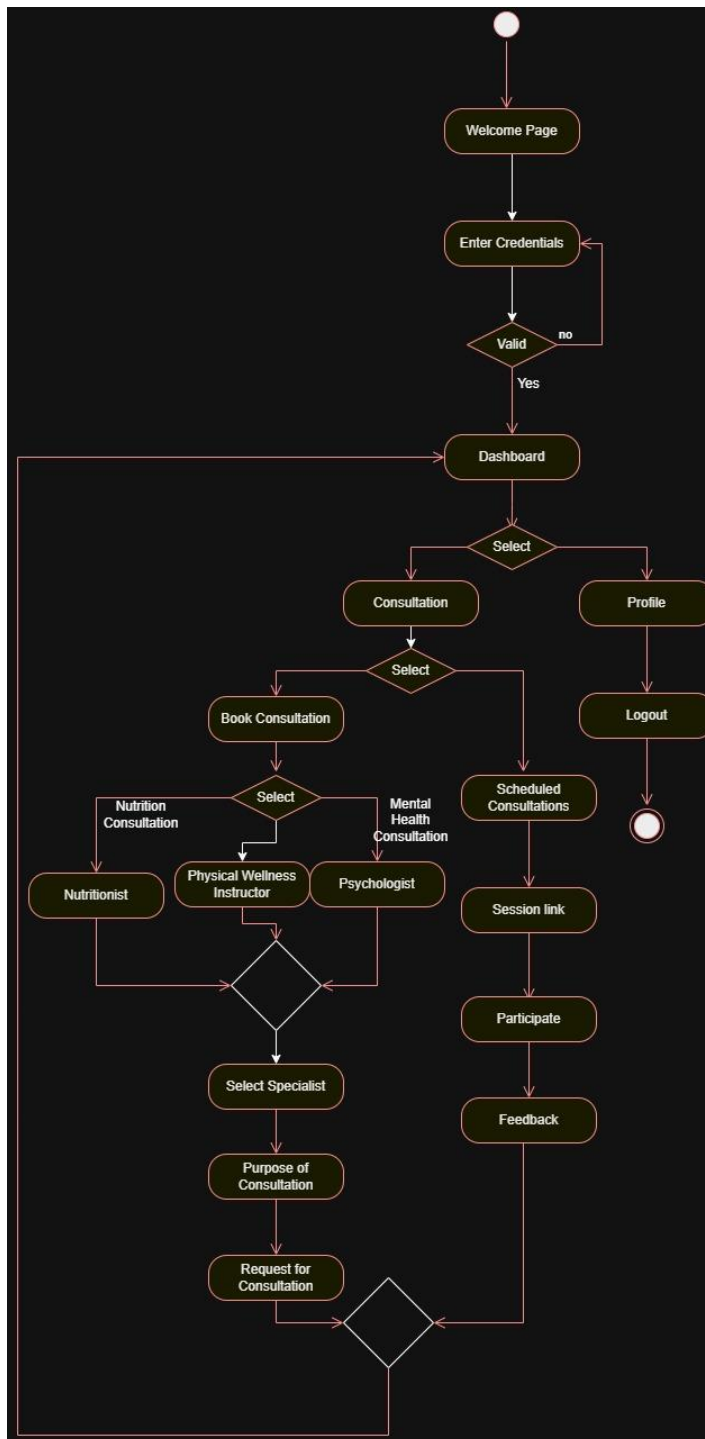 Welcome Page
Enter Credentials
Valid
no
Yes
Dashboard
Select
Consultation
Profile
Select
Book Consultation
Logout
Select
Nutrition
Consultation
Mental
Health
Consultation
Scheduled
Consultations
Nutritionist
Physical Wellness
Instructor
Psychologist
Session link
Participate
Select Specialist
Feedback
Purpose of
Consultation
Request for
Consultation